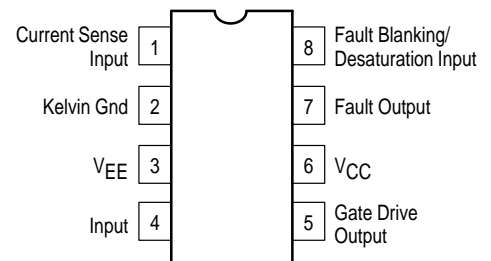 Current Sense
Input
1
8
Fault Blanking/
Desaturation Input
Kelvin Gnd
2
7
Fault Output
VEE
3
6
VCC
Input
4
5
Gate Drive
Output